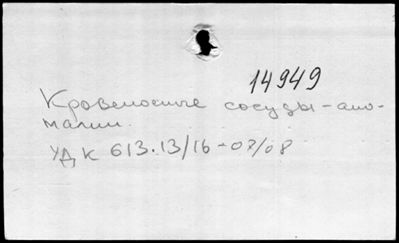 14949
Кровеносные сосуды-ано-
малии.
УДК 613.13/16-07/08